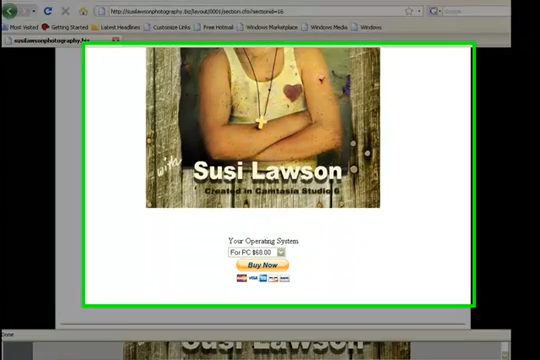 http://susilawsonphotography.biz/layout/0001/section.cfm?sectionid=16
Google
Most Visited Getting Started Latest Headlines Customize Links Free Hotmail Windows Marketplace Windows Media Windows
susilawsonphotography.biz
with
Susi Lawson
Created in Camtasia Studio 6
Your Operating System
For PC $68.00
Buy Now
VISA
Done
Susi Lawson